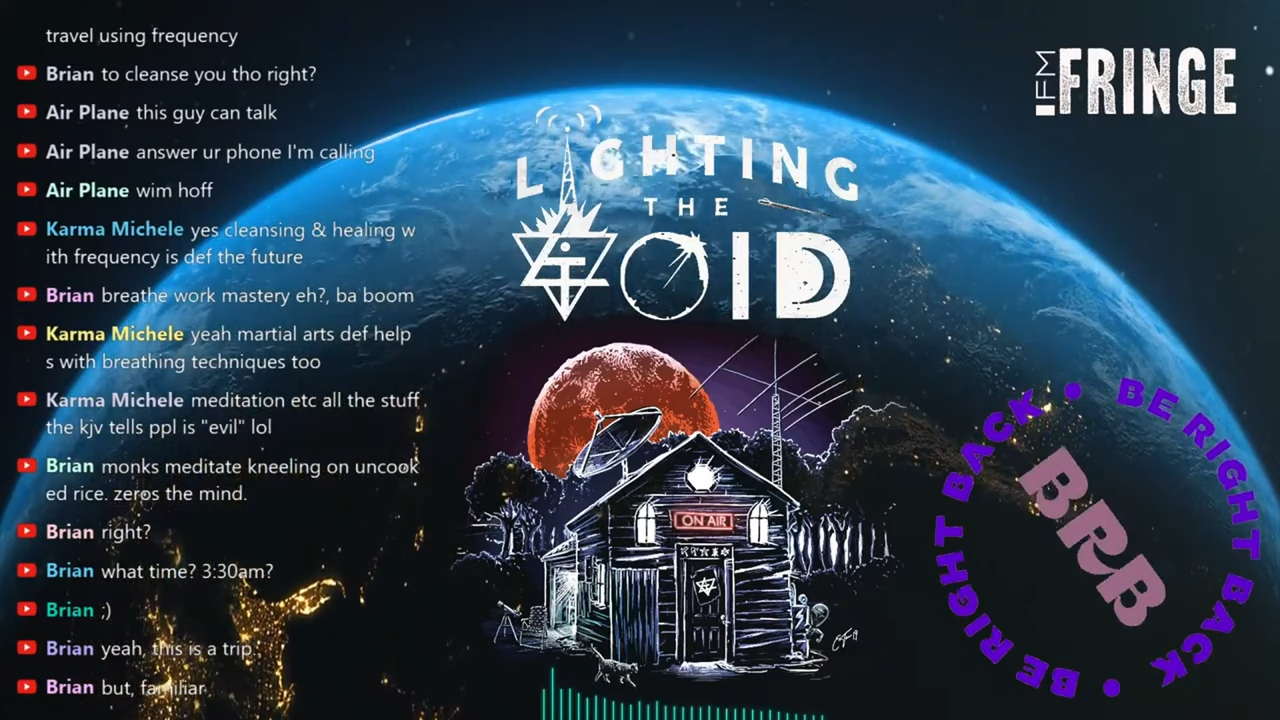 travel using frequency
Brian to cleanse you tho right?
Air Plane this guy can talk
Air Plane answer ur phone I'm calling
Air Plane wim hoff
Karma Michele yes cleansing & healing w
ith frequency is def the future
Brian breathe work mastery eh?, ba boom
Karma Michele yeah martial arts def help
s with breathing techniques too
Karma Michele meditation etc all the stuff
the kjv tells ppl is "evil" lol
Brian monks meditate kneeling on uncook
ed rice. zeros the mind.
Brian right?
Brian what time? 3:30am?
Brian ;)
Brian yeah, this is a trip
Brian but, familiar
LIGHTING
THE
VOID
ON AIR
FRINGE
FM
BE RIGHT BACK • BE RIGHT BACK •
BRB